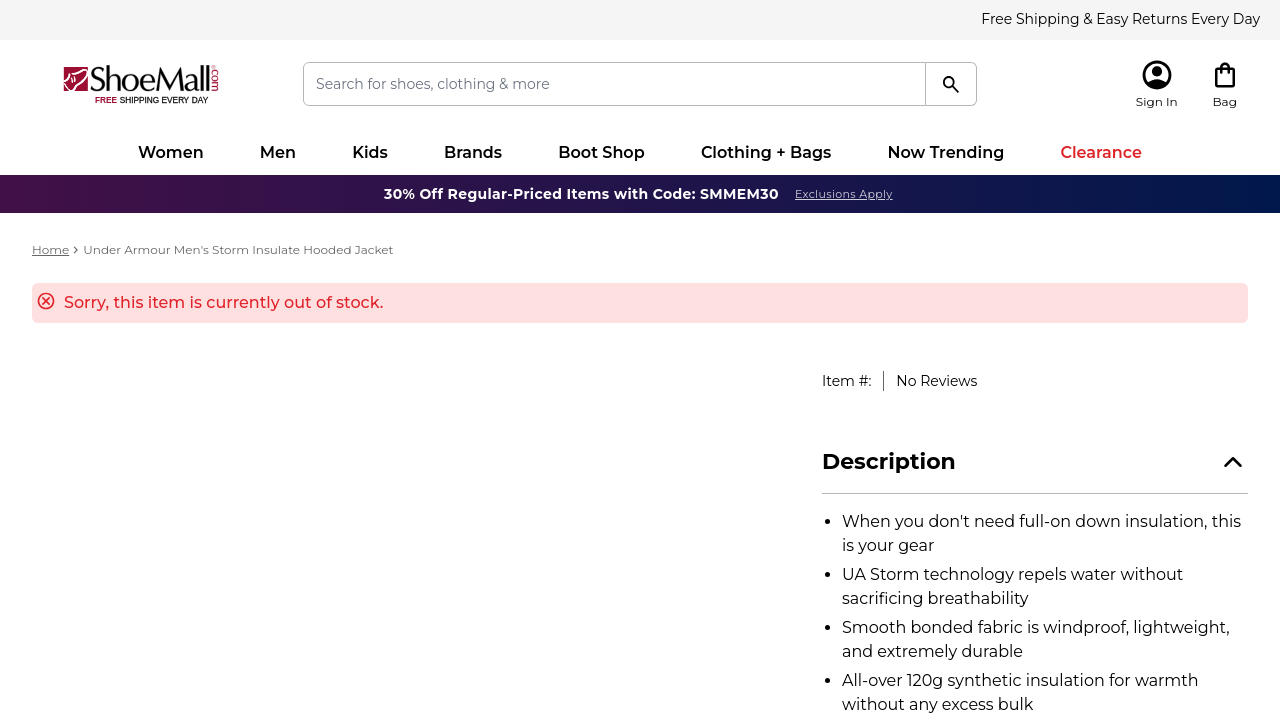 Free Shipping & Easy Returns Every Day
ShoeMall.com
FREE SHIPPING EVERY DAY
Search for shoes, clothing & more
Sign In
Bag
Women
Men
Kids
Brands
Boot Shop
Clothing + Bags
Now Trending
Clearance
30% Off Regular-Priced Items with Code: SMMEM30 Exclusions Apply
Home > Under Armour Men's Storm Insulate Hooded Jacket
Sorry, this item is currently out of stock.
Item #: No Reviews
Description
• When you don't need full-on down insulation, this
is your gear
• UA Storm technology repels water without
sacrificing breathability
• Smooth bonded fabric is windproof, lightweight,
and extremely durable
• All-over 120g synthetic insulation for warmth
without any excess bulk